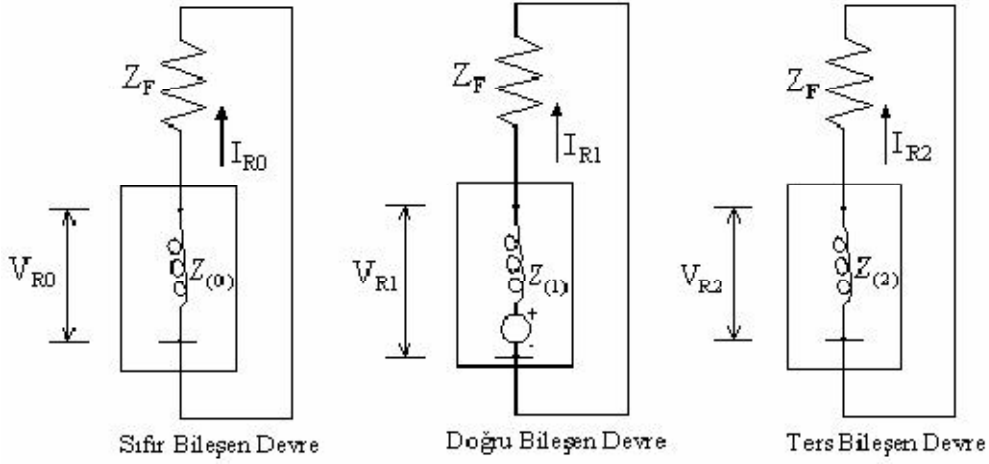 Z_F
I_R0
V_R0
Z_(0)
Sıfır Bileşen Devre
Z_F
I_R1
V_R1
Z_(1)
+
-
Doğru Bileşen Devre
Z_F
I_R2
V_R2
Z_(2)
Ters Bileşen Devre